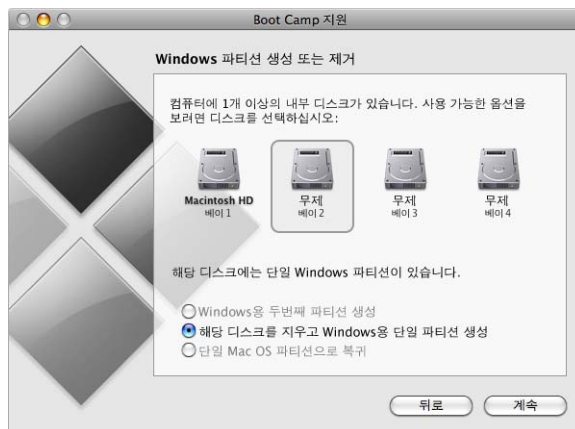 Boot Camp 지원
Windows 파티션 생성 또는 제거
컴퓨터에 1개 이상의 내부 디스크가 있습니다. 사용 가능한 옵션을
보려면 디스크를 선택하십시오:
Macintosh HD
베이 1
무제
베이 2
무제
베이 3
무제
베이 4
해당 디스크에는 단일 Windows 파티션이 있습니다.
Windows용 두번째 파티션 생성
해당 디스크를 지우고 Windows용 단일 파티션 생성
단일 Mac OS 파티션으로 복귀
뒤로
계속